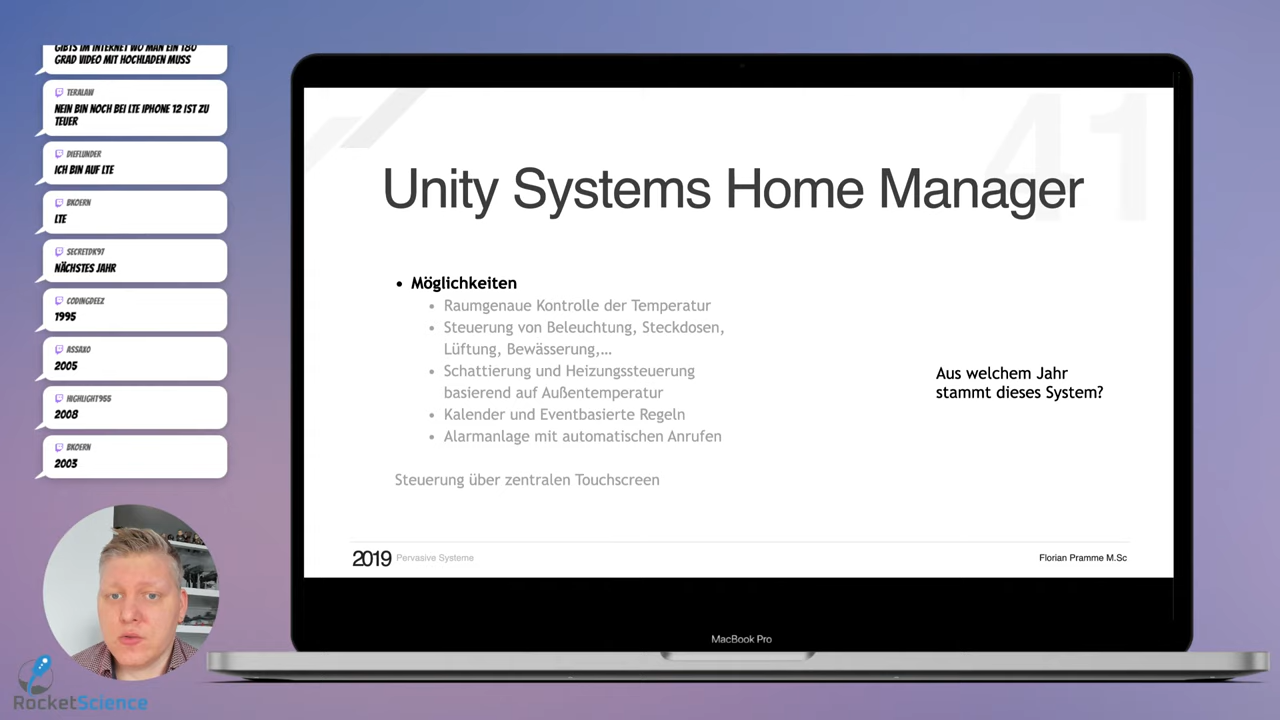 GIBTS IM INTERNET WO MAN EIN 180
GRAD VIDEO MIT HOCHLADEN MUSS
TERALAW
NEIN BIN NOCH BEI LTE IPHONE 12 IST ZU
TEUER
DIEFLUNDER
ICH BIN AUF LTE
BKOERN
LTE
SECRETDK97
NÄCHSTES JAHR
CODINGDEEZ
1995
ASSAXO
2005
HIGHLIGHT955
2008
BKOERN
2003
RocketScience
41
Unity Systems Home Manager
• Möglichkeiten
• Raumgenaue Kontrolle der Temperatur
• Steuerung von Beleuchtung, Steckdosen,
Lüftung, Bewässerung,…
• Schattierung und Heizungssteuerung
basierend auf Außentemperatur
• Kalender und Eventbasierte Regeln
• Alarmanlage mit automatischen Anrufen
Steuerung über zentralen Touchscreen
Aus welchem Jahr
stammt dieses System?
2019 Pervasive Systeme
Florian Pramme M.Sc
MacBook Pro